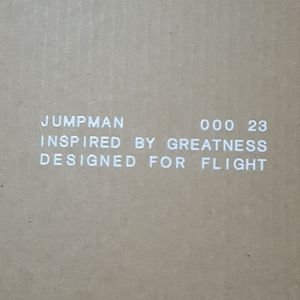 JUMPMAN 000 23
INSPIRED BY GREATNESS
DESIGNED FOR FLIGHT